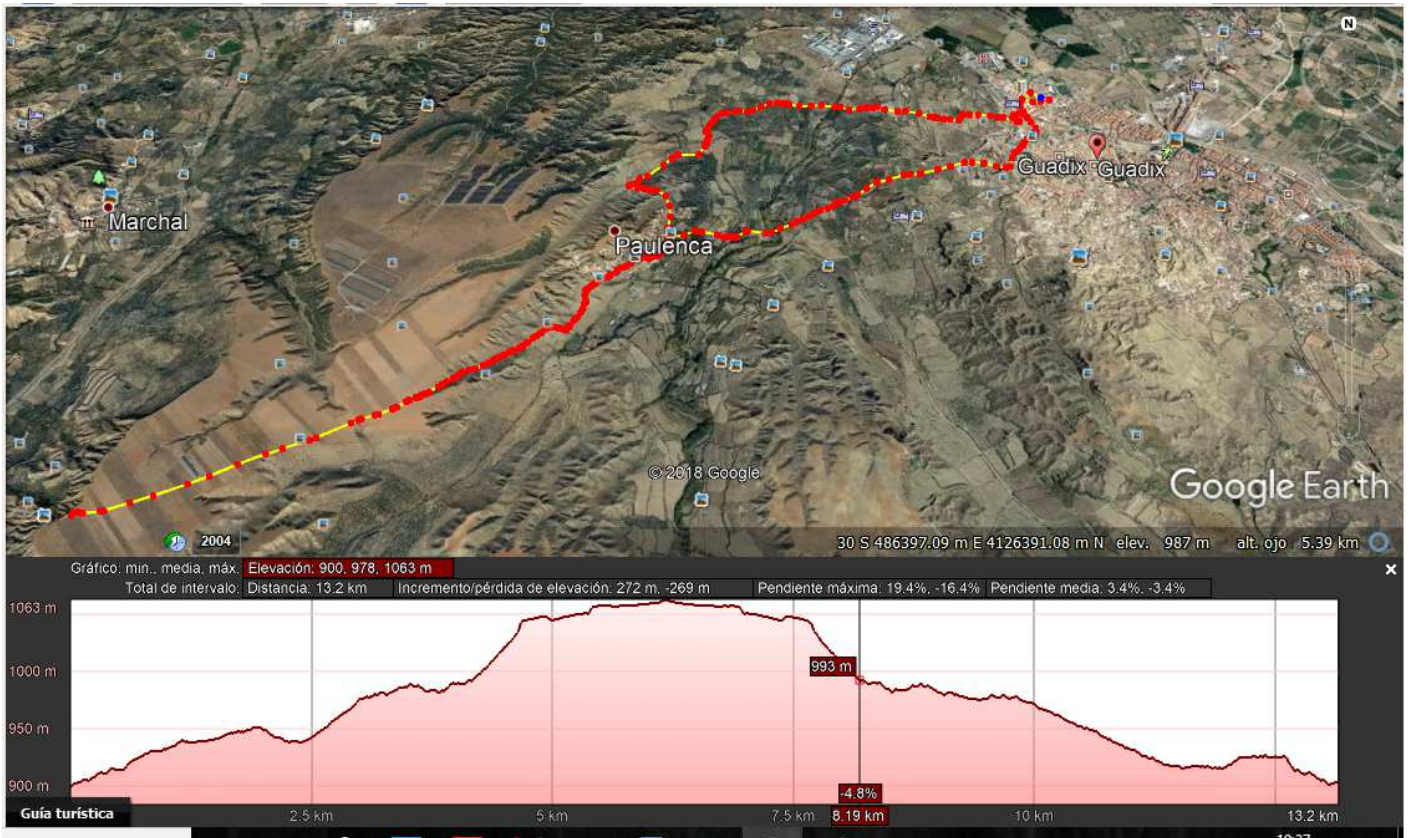 N
Marchal
Guadix
Guadix
Paulenca
© 2018 Google
Google Earth
2004
30 S 486397.09 m E 4126391.08 m N elev. 987 m alt. ojo 5.39 km
Gráfico: min., media, máx. Elevación: 900, 978, 1063 m
Total de intervalo: Distancia: 13.2 km Incremento/pérdida de elevación: 272 m, -269 m Pendiente máxima: 19.4%, -16.4% Pendiente media: 3.4%, -3.4%
1063 m
993 m
1000 m
950 m
900 m
-4.8%
Guía turística
2.5 km 5 km 7.5 km 8.19 km 10 km 13.2 km